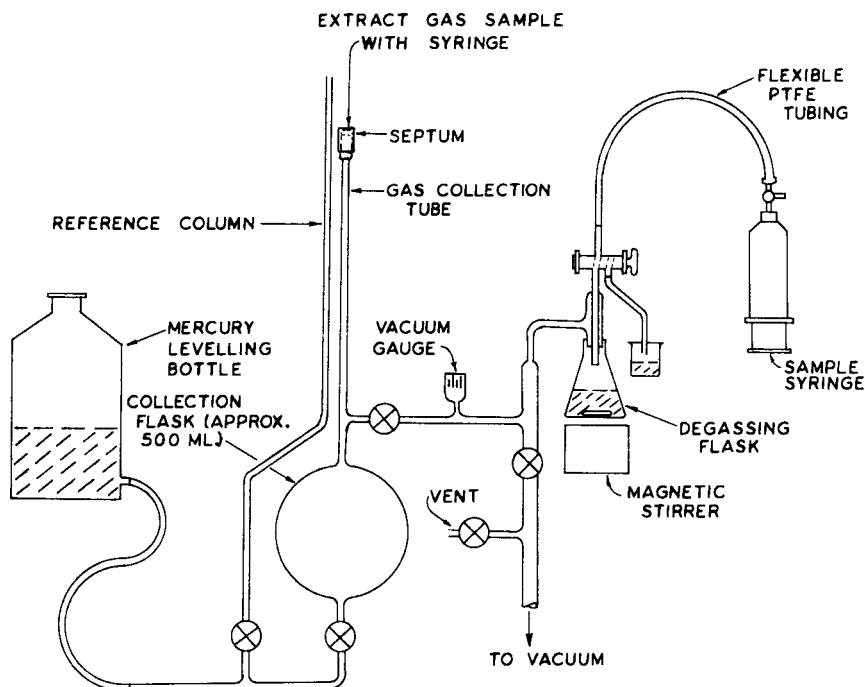 EXTRACT GAS SAMPLE
WITH SYRINGE
FLEXIBLE
PTFE
TUBING
SEPTUM
GAS COLLECTION
TUBE
REFERENCE COLUMN
MERCURY
LEVELLING
BOTTLE
VACUUM
GAUGE
SAMPLE
SYRINGE
COLLECTION
FLASK (APPROX.
500 ML.)
DEGASSING
FLASK
VENT
MAGNETIC
STIRRER
TO VACUUM